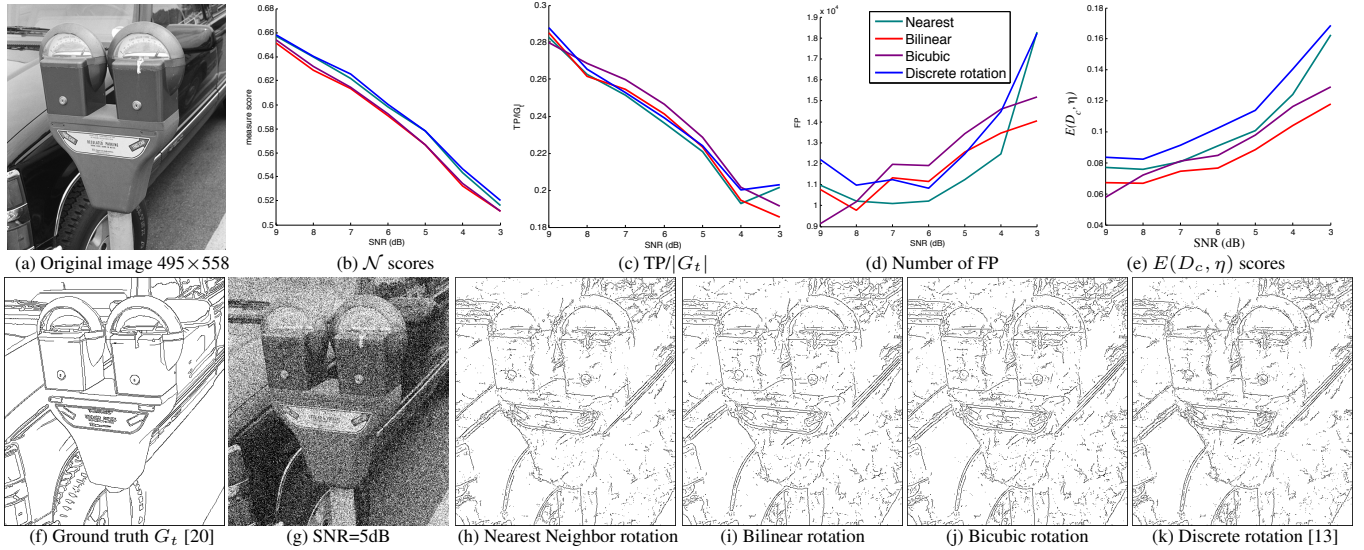 0.68
0.66
0.64
0.62
0.6
0.58
0.56
0.54
0.52
0.5
measure score
9 8 7 6 5 4 3
SNR (dB)
0.3
0.28
0.26
0.24
0.22
0.2
0.18
9 8 7 6 5 4 3
SNR (dB)
x 10⁴
1.9
1.8
1.7
1.6
1.5
1.4
1.3
1.2
1.1
1
0.9
FP
9 8 7 6 5 4 3
SNR (dB)
Nearest
Bilinear
Bicubic
Discrete rotation
0.18
0.16
0.14
0.12
0.1
0.08
0.06
0.04
E(D_c, η)
9 8 7 6 5 4 3
SNR (dB)
(a) Original image 495×558
(b) 𝒩 scores
(c) TP/|G_t|
(d) Number of FP
(e) E(D_c, η) scores
(f) Ground truth G_t [20]
(g) SNR=5dB
(h) Nearest Neighbor rotation
(i) Bilinear rotation
(j) Bicubic rotation
(k) Discrete rotation [13]